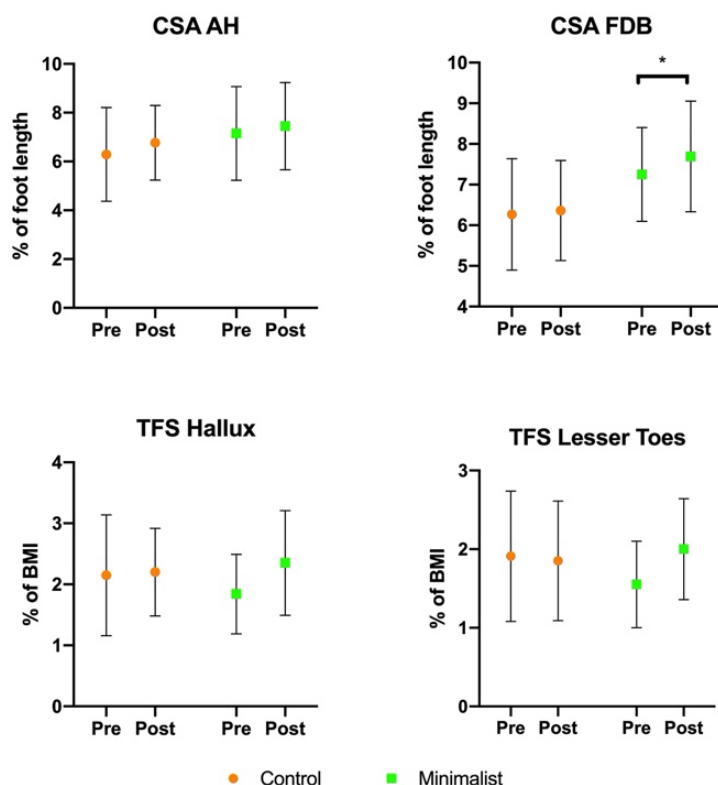 CSA AH
% of foot length
10
8
6
4
2
0
Pre Post Pre Post
CSA FDB
% of foot length
10
9
8
7
6
5
4
*
Pre Post Pre Post
TFS Hallux
% of BMI
4
3
2
1
0
Pre Post Pre Post
TFS Lesser Toes
% of BMI
3
2
1
0
Pre Post Pre Post
Control Minimalist